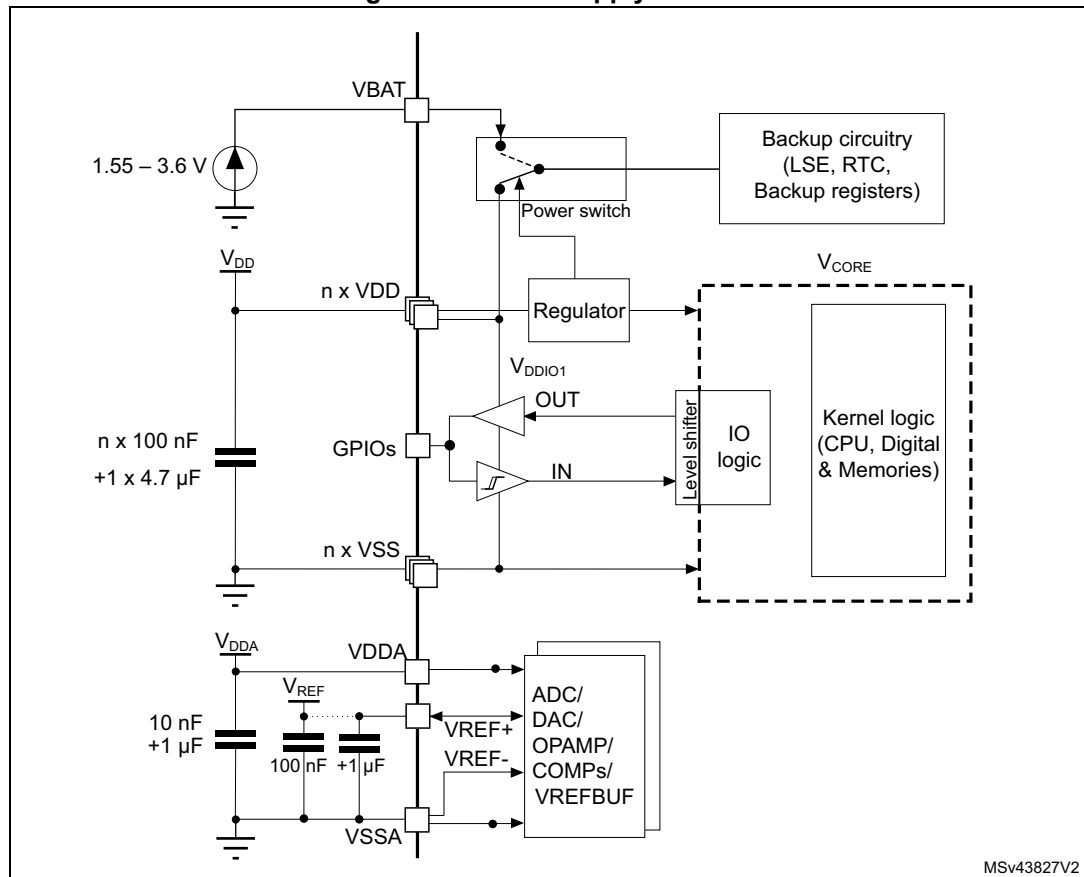 VBAT
1.55 – 3.6 V
Power switch
Backup circuitry
(LSE, RTC,
Backup registers)
VDD
n x VDD
Regulator
VCORE
VDDIO1
OUT
GPIOs
IN
Level shifter
IO
logic
Kernel logic
(CPU, Digital
& Memories)
n x 100 nF
+1 x 4.7 μF
n x VSS
VDDA
VDDA
VREF
10 nF
+1 μF
100 nF
+1 μF
VREF+
VREF-
ADC/
DAC/
OPAMP/
COMPs/
VREFBUF
VSSA
MSv43827V2